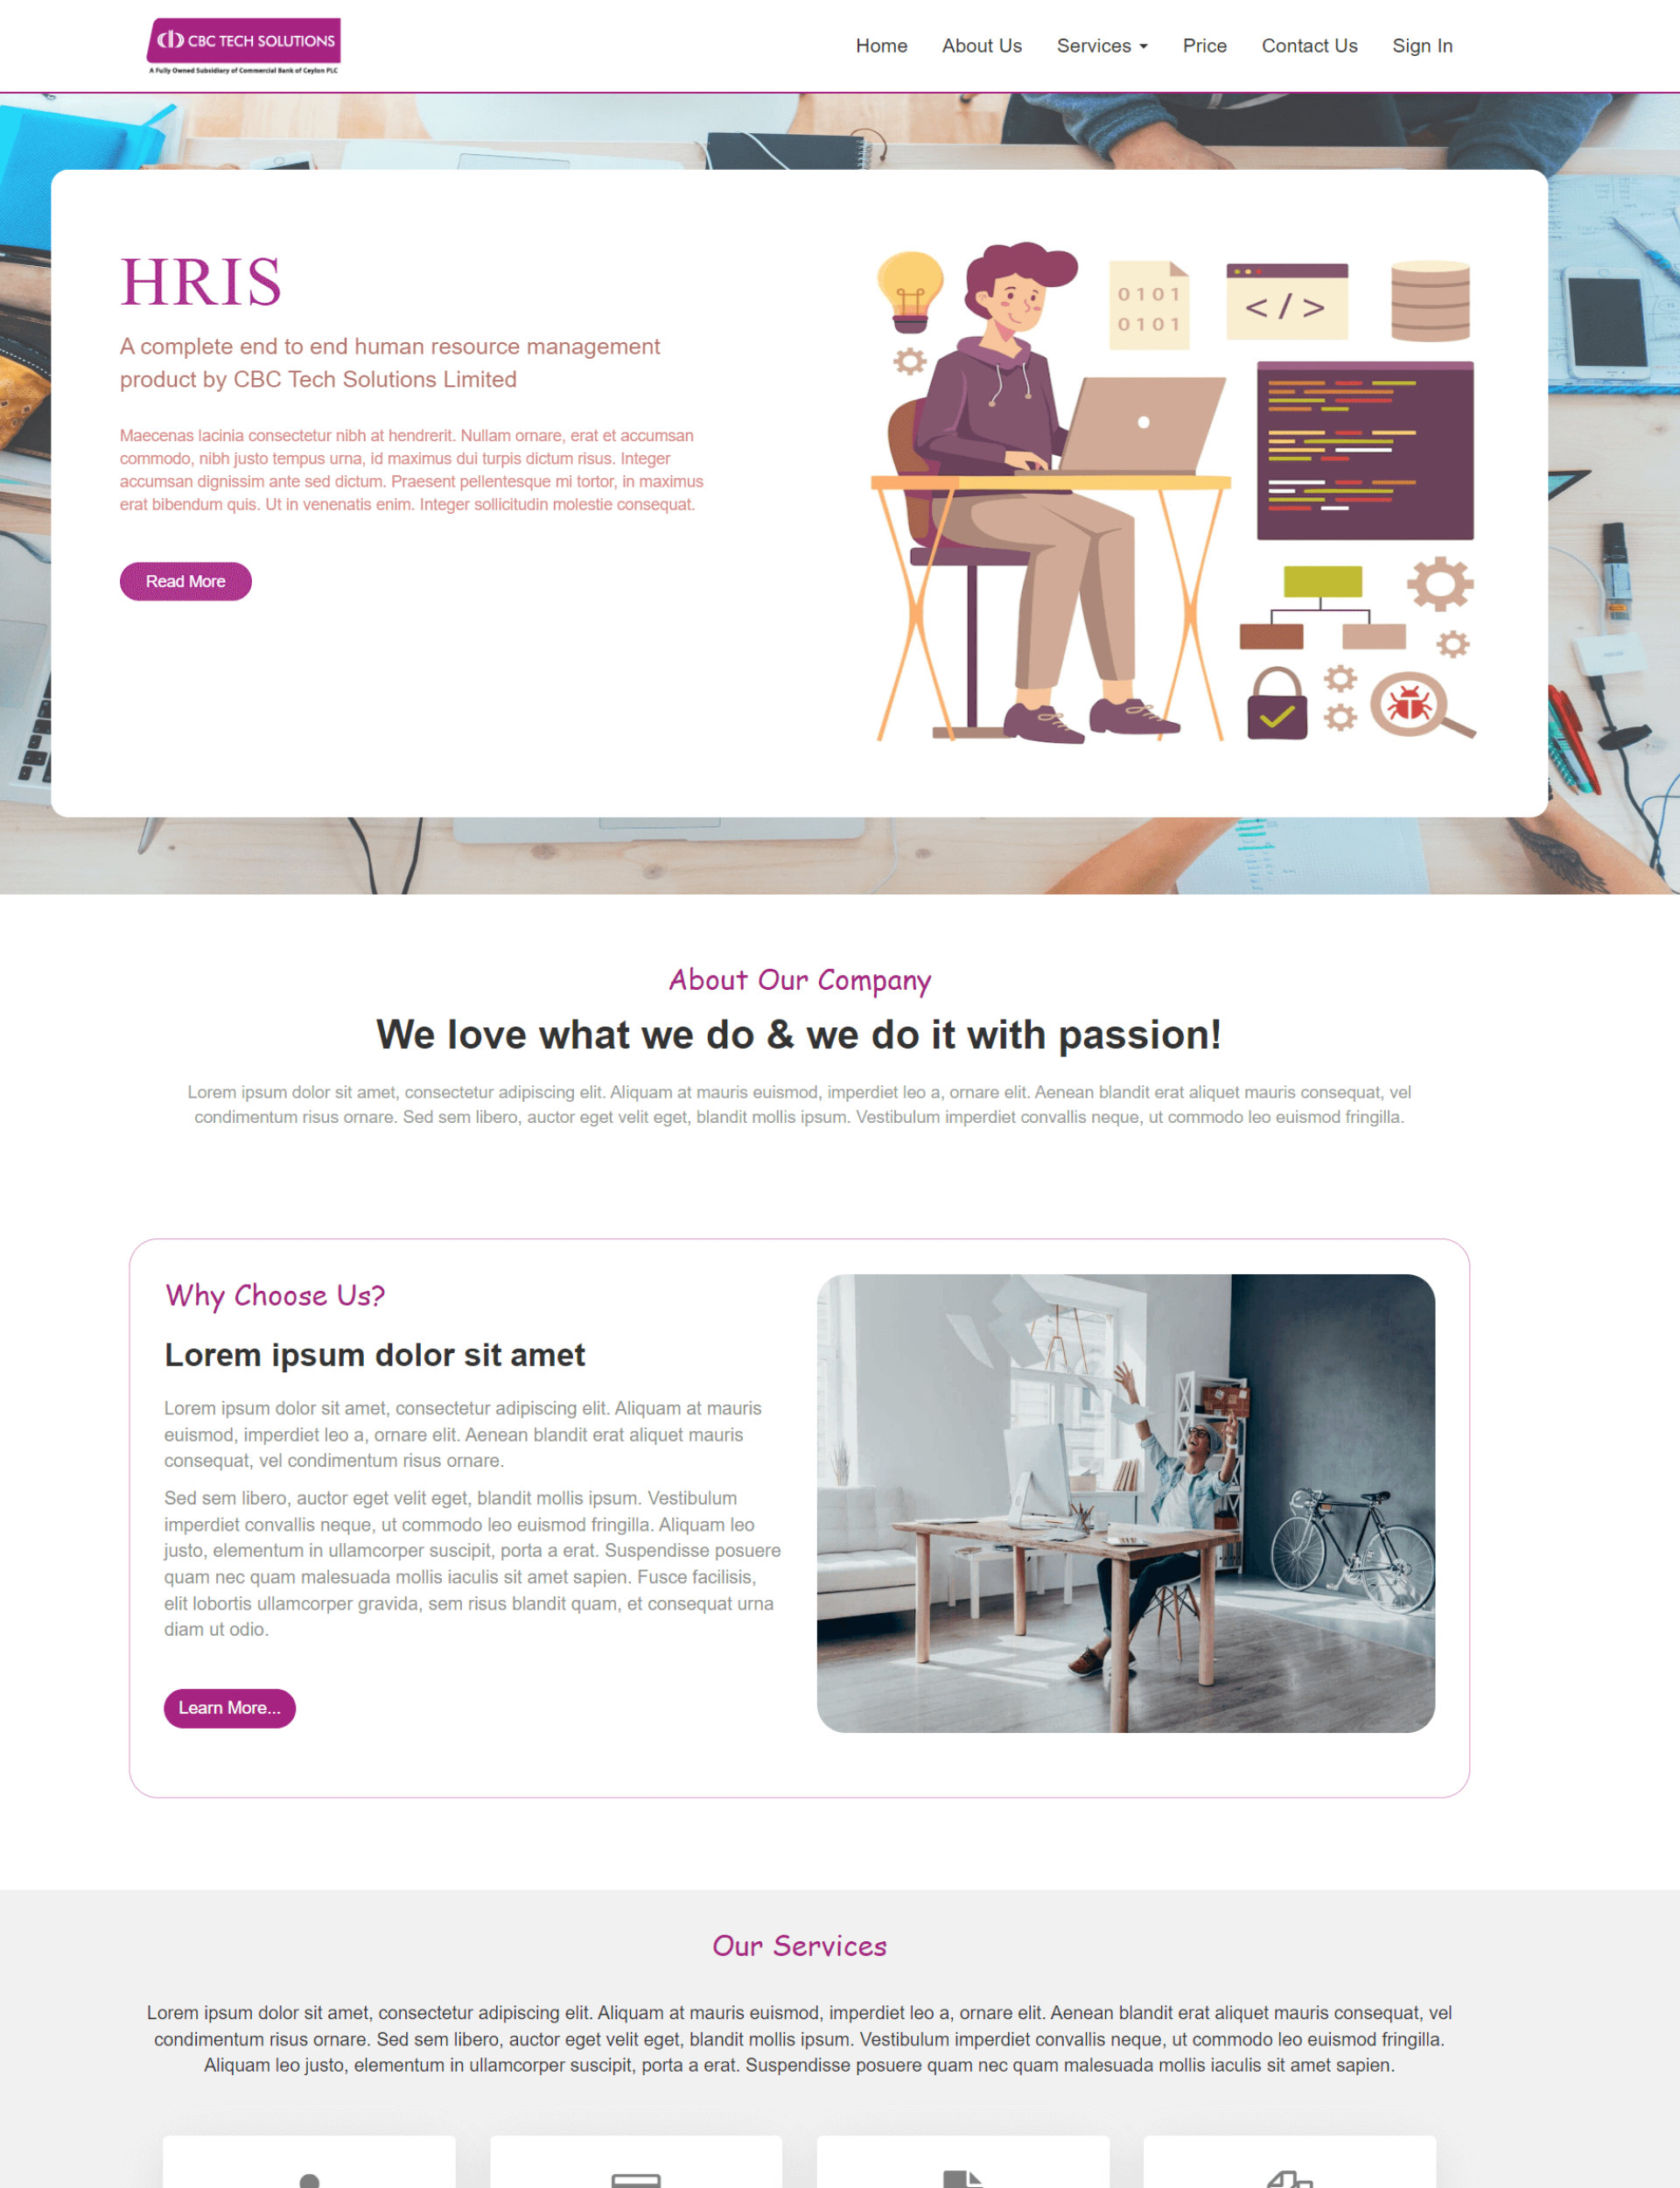 CBC TECH SOLUTIONS
A Fully Owned Subsidiary of Commercial Bank of Ceylon PLC
Home About Us Services Price Contact Us Sign In
HRIS
A complete end to end human resource management
product by CBC Tech Solutions Limited
Maecenas lacinia consectetur nibh at hendrerit. Nullam ornare, erat et accumsan
commodo, nibh justo tempus urna, id maximus dui turpis dictum risus. Integer
accumsan dignissim ante sed dictum. Praesent pellentesque mi tortor, in maximus
erat bibendum quis. Ut in venenatis enim. Integer sollicitudin molestie consequat.
Read More
0101
0101
</>
About Our Company
We love what we do & we do it with passion!
Lorem ipsum dolor sit amet, consectetur adipiscing elit. Aliquam at mauris euismod, imperdiet leo a, ornare elit. Aenean blandit erat aliquet mauris consequat, vel
condimentum risus ornare. Sed sem libero, auctor eget velit eget, blandit mollis ipsum. Vestibulum imperdiet convallis neque, ut commodo leo euismod fringilla.
Why Choose Us?
Lorem ipsum dolor sit amet
Lorem ipsum dolor sit amet, consectetur adipiscing elit. Aliquam at mauris
euismod, imperdiet leo a, ornare elit. Aenean blandit erat aliquet mauris
consequat, vel condimentum risus ornare.
Sed sem libero, auctor eget velit eget, blandit mollis ipsum. Vestibulum
imperdiet convallis neque, ut commodo leo euismod fringilla. Aliquam leo
justo, elementum in ullamcorper suscipit, porta a erat. Suspendisse posuere
quam nec quam malesuada mollis iaculis sit amet sapien. Fusce facilisis,
elit lobortis ullamcorper gravida, sem risus blandit quam, et consequat urna
diam ut odio.
Learn More...
Our Services
Lorem ipsum dolor sit amet, consectetur adipiscing elit. Aliquam at mauris euismod, imperdiet leo a, ornare elit. Aenean blandit erat aliquet mauris consequat, vel
condimentum risus ornare. Sed sem libero, auctor eget velit eget, blandit mollis ipsum. Vestibulum imperdiet convallis neque, ut commodo leo euismod fringilla.
Aliquam leo justo, elementum in ullamcorper suscipit, porta a erat. Suspendisse posuere quam nec quam malesuada mollis iaculis sit amet sapien.